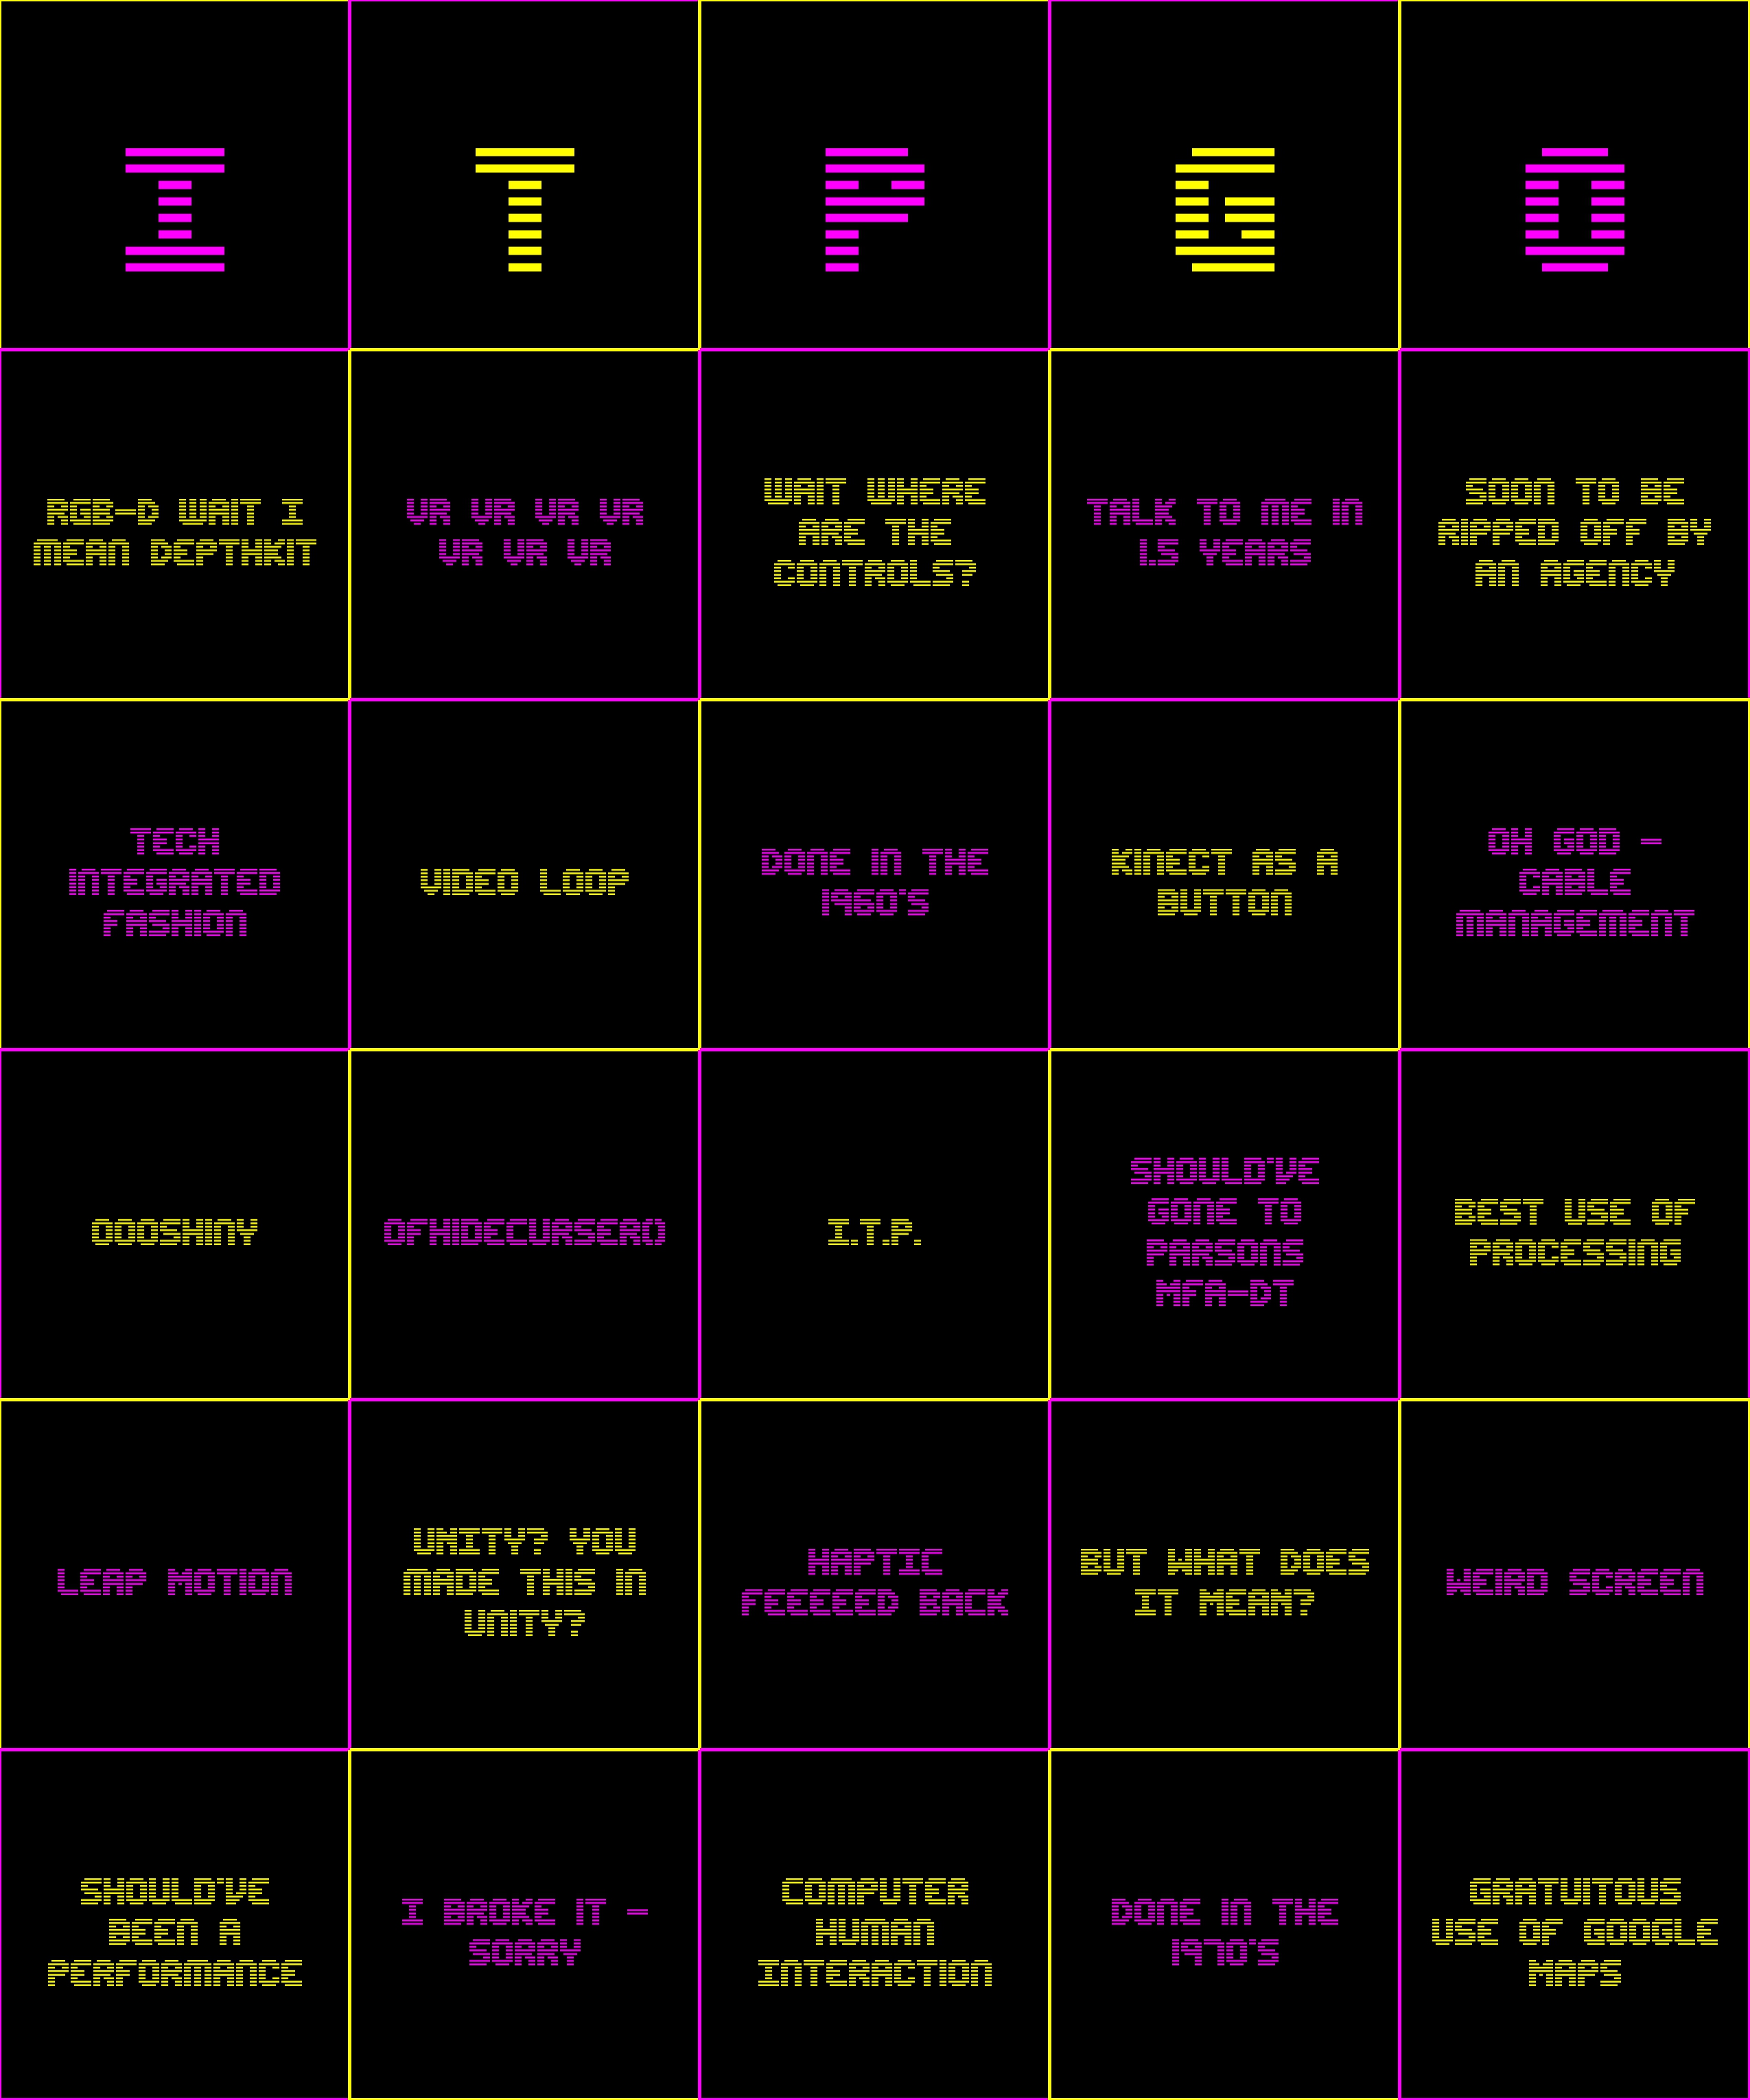 I
T
P
G
O
RGB-D WAIT I
MEAN DEPTHKIT
VR VR VR VR
VR VR VR
WAIT WHERE
ARE THE
CONTROLS?
TALK TO ME IN
1.5 YEARS
SOON TO BE
RIPPED OFF BY
AN AGENCY
TECH
INTEGRATED
FASHION
VIDEO LOOP
DONE IN THE
1960'S
KINECT AS A
BUTTON
OH GOD -
CABLE
MANAGEMENT
OOOSHINY
OFHIDECURSER()
I.T.P.
SHOULD'VE
GONE TO
PARSONS
MFA-DT
BEST USE OF
PROCESSING
LEAP MOTION
UNITY? YOU
MADE THIS IN
UNITY?
HAPTIC
FEEEEED BACK
BUT WHAT DOES
IT MEAN?
WEIRD SCREEN
SHOULD'VE
BEEN A
PERFORMANCE
I BROKE IT -
SORRY
COMPUTER
HUMAN
INTERACTION
DONE IN THE
1970'S
GRATUITOUS
USE OF GOOGLE
MAPS